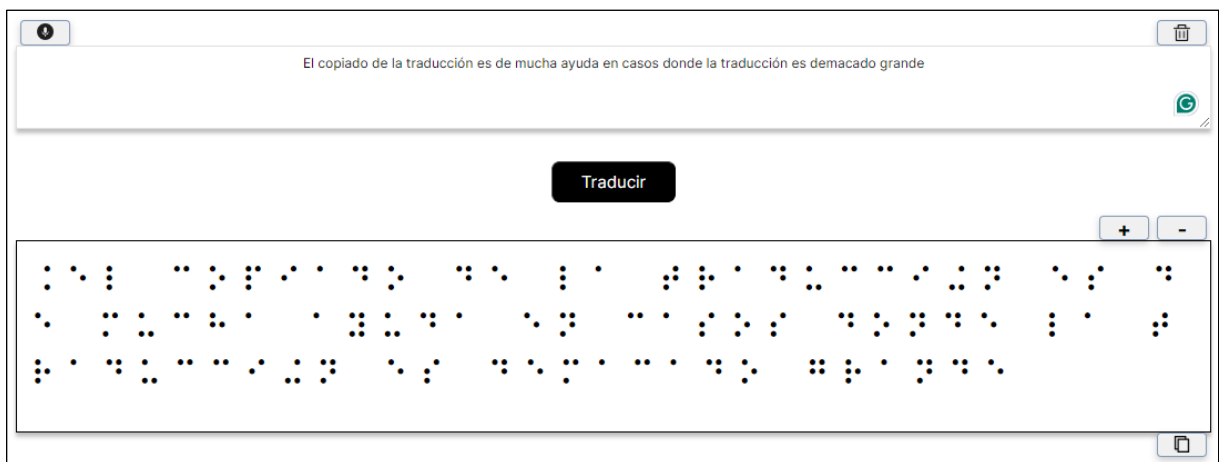 El copiado de la traducción es de mucha ayuda en casos donde la traducción es demacado grande
Traducir
+ -
⠨⠑⠇ ⠉⠕⠏⠊⠁⠙⠕ ⠙⠑ ⠇⠁ ⠞⠗⠁⠙⠥⠉⠉⠊⠬⠝ ⠑⠎ ⠙
⠑ ⠍⠥⠉⠓⠁ ⠁⠽⠥⠙⠁ ⠑⠝ ⠉⠁⠎⠕⠎ ⠙⠕⠝⠙⠑ ⠇⠁ ⠞
⠗⠁⠙⠥⠉⠉⠊⠬⠝ ⠑⠎ ⠙⠑⠍⠁⠉⠁⠙⠕ ⠛⠗⠁⠝⠙⠑